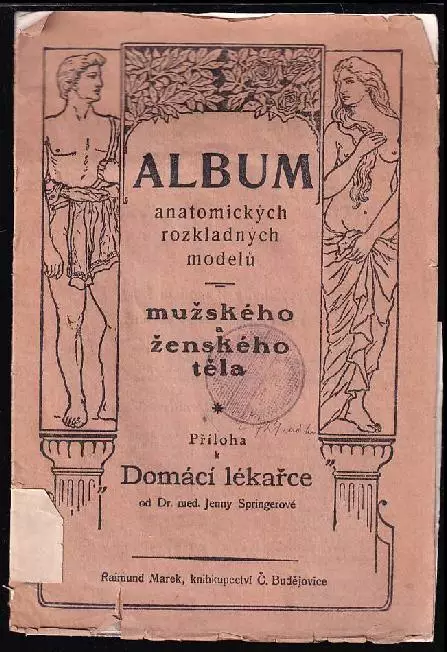 ALBUM
anatomických
rozkladných
modelů
mužského
a
ženského
těla
Příloha
k
„Domácí lékařce“
od Dr. med. Jenny Springerové
Raimund Marek, knihkupectví Č. Budějovice